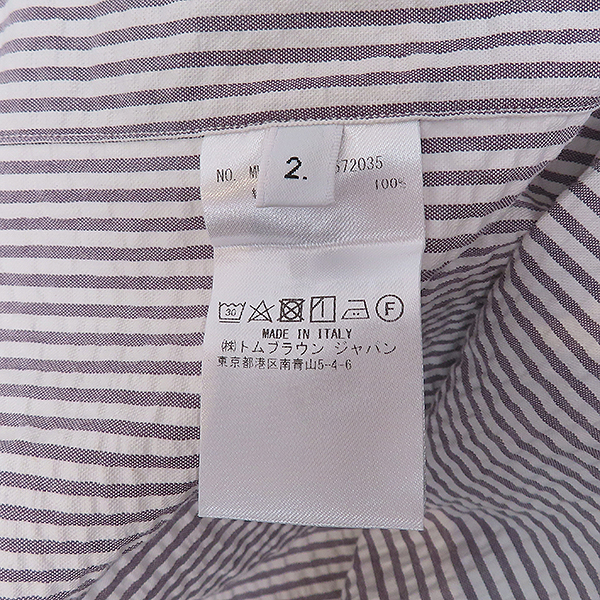 NO. 2. 572035
100%
30 F
MADE IN ITALY
(株)トムブラウン ジャパン
東京都港区南青山5-4-6